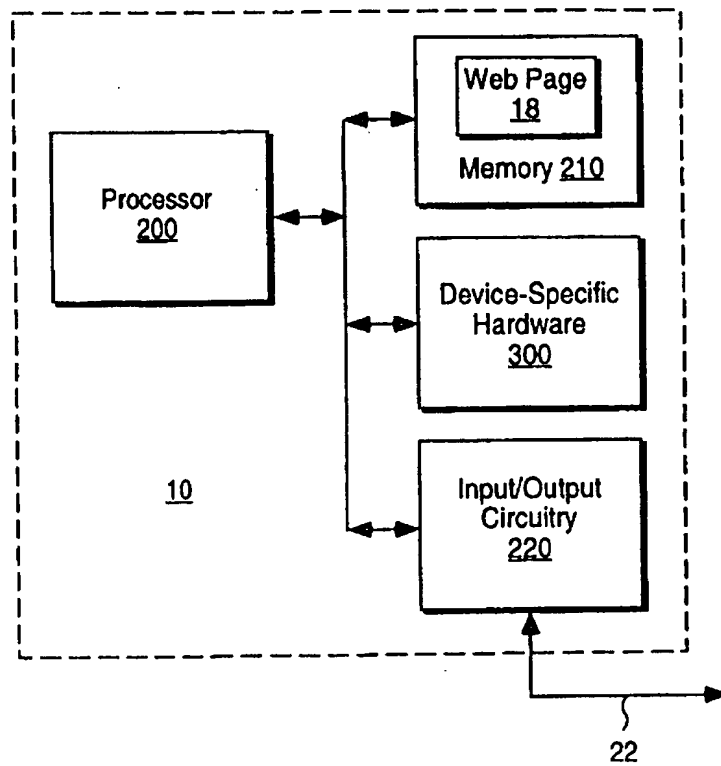 Web Page
18
Memory 210
Processor
200
Device-Specific
Hardware
300
10
Input/Output
Circuitry
220
22